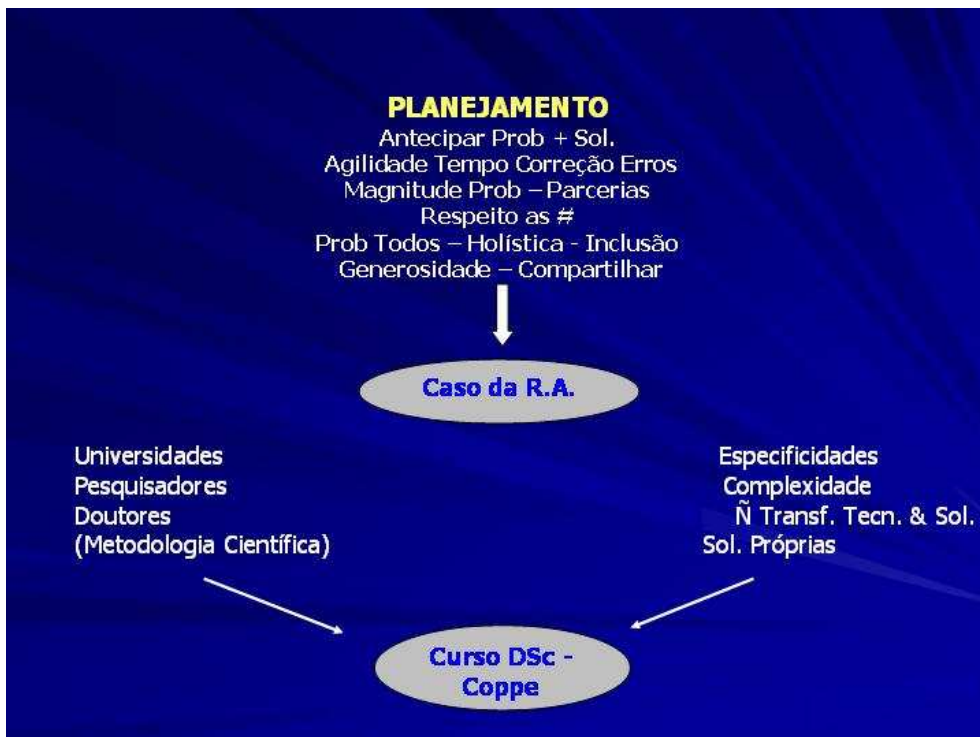 PLANEJAMENTO
Antecipar Prob + Sol.
Agilidade Tempo Correção Erros
Magnitude Prob – Parcerias
Respeito as #
Prob Todos – Holística - Inclusão
Generosidade – Compartilhar
Caso da R.A.
Universidades
Pesquisadores
Doutores
(Metodologia Científica)
Especificidades
Complexidade
Ñ Transf. Tecn. & Sol.
Sol. Próprias
Curso DSc -
Coppe